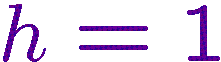 h = 1